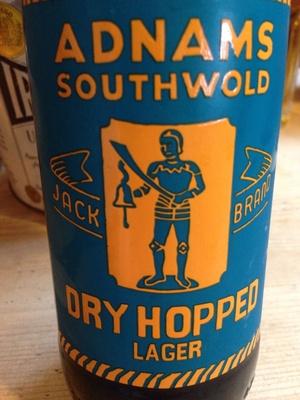 ADNAMS
SOUTHWOLD
JACK
BRAND
DRY HOPPED
LAGER